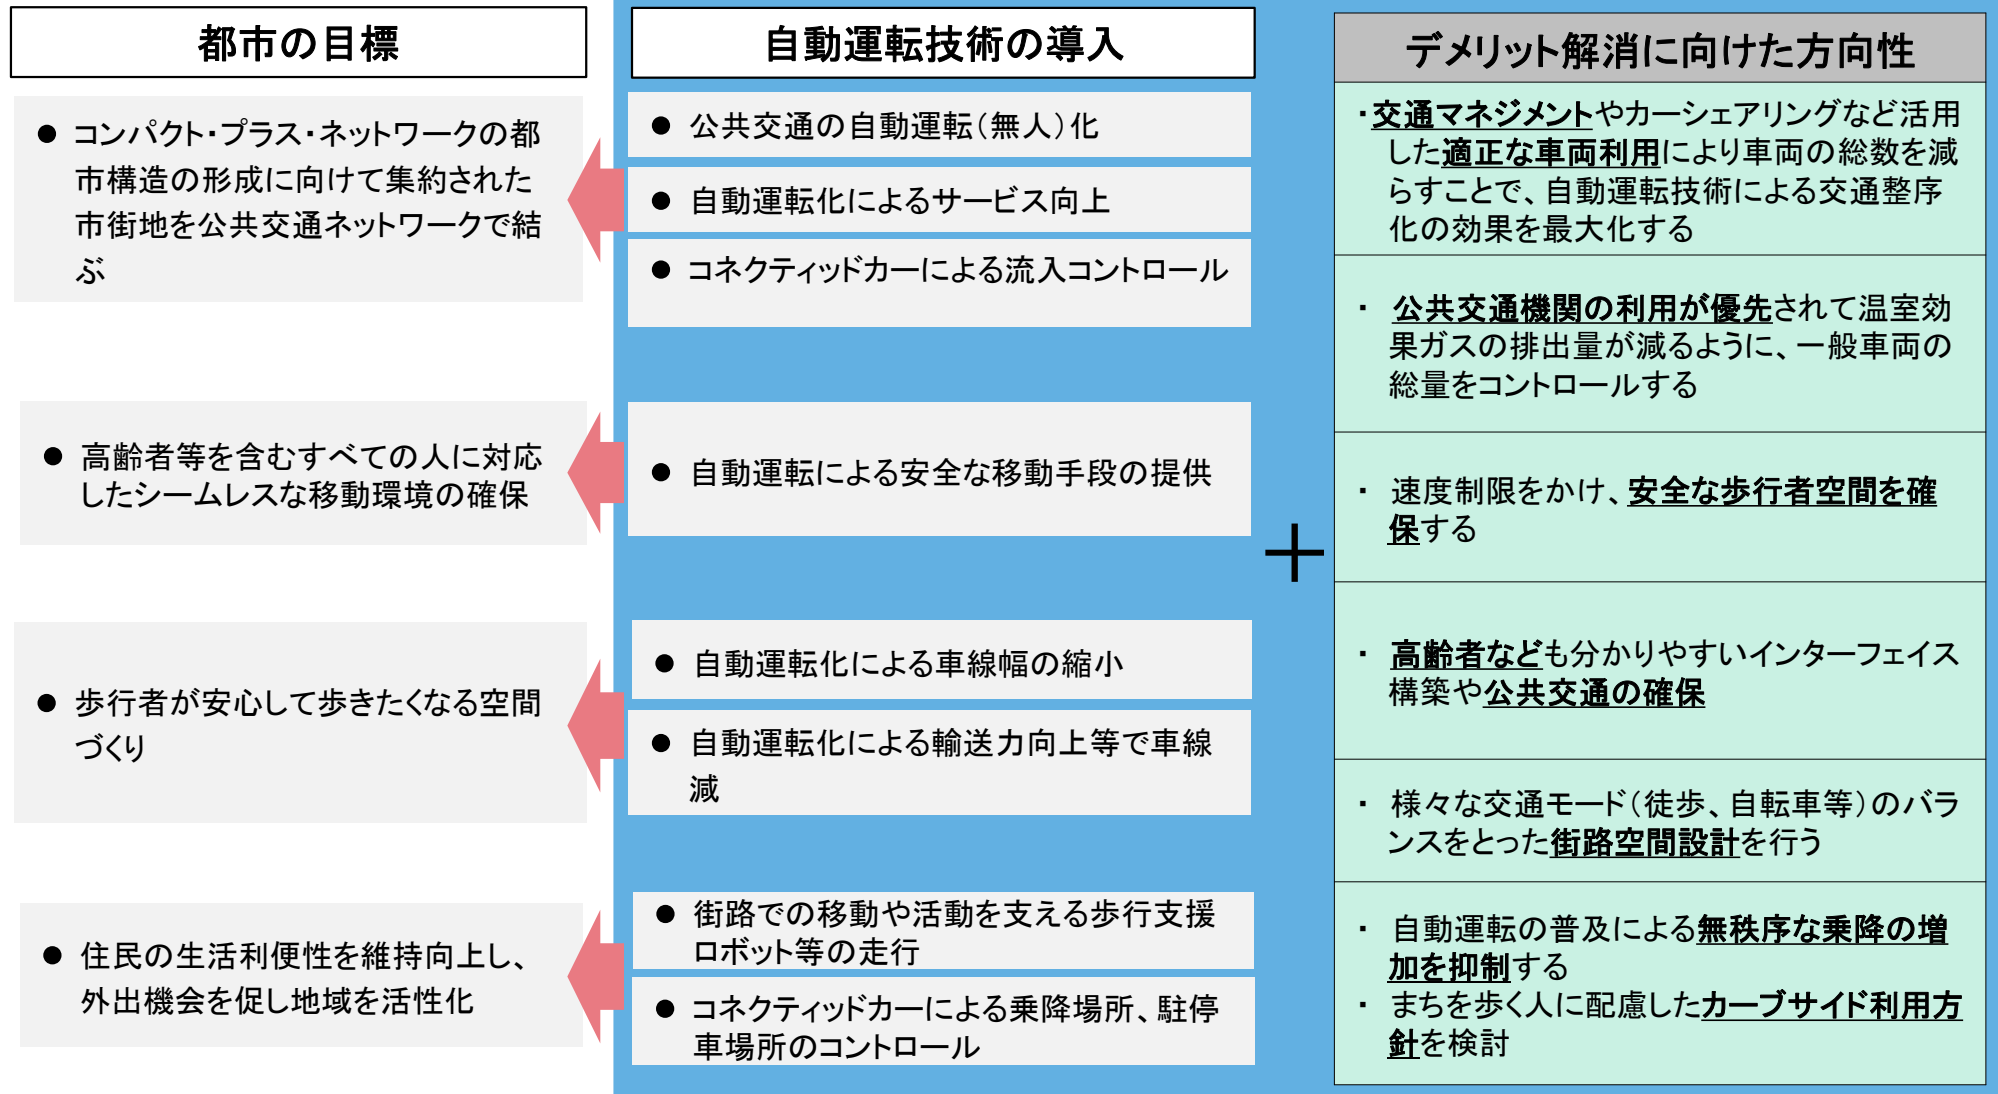 都市の目標
● コンパクト・プラス・ネットワークの都
市構造の形成に向けて集約された
市街地を公共交通ネットワークで結
ぶ
● 高齢者等を含むすべての人に対応
したシームレスな移動環境の確保
● 歩行者が安心して歩きたくなる空間
づくり
● 住民の生活利便性を維持向上し、
外出機会を促し地域を活性化
自動運転技術の導入
● 公共交通の自動運転(無人)化
● 自動運転化によるサービス向上
● コネクティッドカーによる流入コントロール
● 自動運転による安全な移動手段の提供
● 自動運転化による車線幅の縮小
● 自動運転化による輸送力向上等で車線
減
● 街路での移動や活動を支える歩行支援
ロボット等の走行
● コネクティッドカーによる乗降場所、駐停
車場所のコントロール
＋
デメリット解消に向けた方向性
・交通マネジメントやカーシェアリングなど活用
した適正な車両利用により車両の総数を減
らすことで、自動運転技術による交通整序
化の効果を最大化する
・ 公共交通機関の利用が優先されて温室効
果ガスの排出量が減るように、一般車両の
総量をコントロールする
・ 速度制限をかけ、安全な歩行者空間を確
保する
・ 高齢者なども分かりやすいインターフェイス
構築や公共交通の確保
・ 様々な交通モード(徒歩、自転車等)のバラ
ンスをとった街路空間設計を行う
・ 自動運転の普及による無秩序な乗降の増
加を抑制する
・ まちを歩く人に配慮したカーブサイド利用方
針を検討